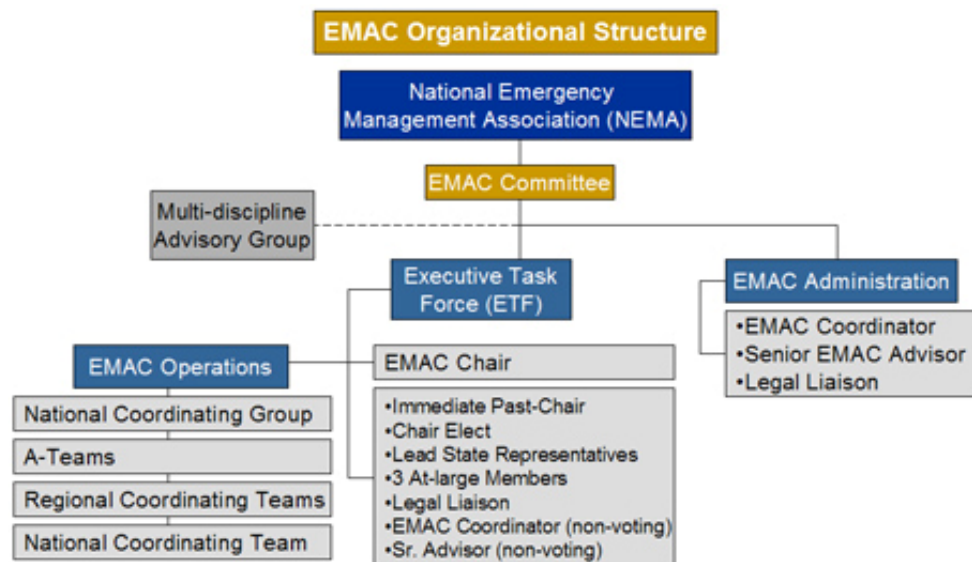 EMAC Organizational Structure
National Emergency
Management Association (NEMA)
EMAC Committee
Multi-discipline
Advisory Group
Executive Task
Force (ETF)
EMAC Administration
•EMAC Coordinator
•Senior EMAC Advisor
•Legal Liaison
EMAC Operations
National Coordinating Group
A-Teams
Regional Coordinating Teams
National Coordinating Team
EMAC Chair
•Immediate Past-Chair
•Chair Elect
•Lead State Representatives
•3 At-large Members
•Legal Liaison
•EMAC Coordinator (non-voting)
•Sr. Advisor (non-voting)